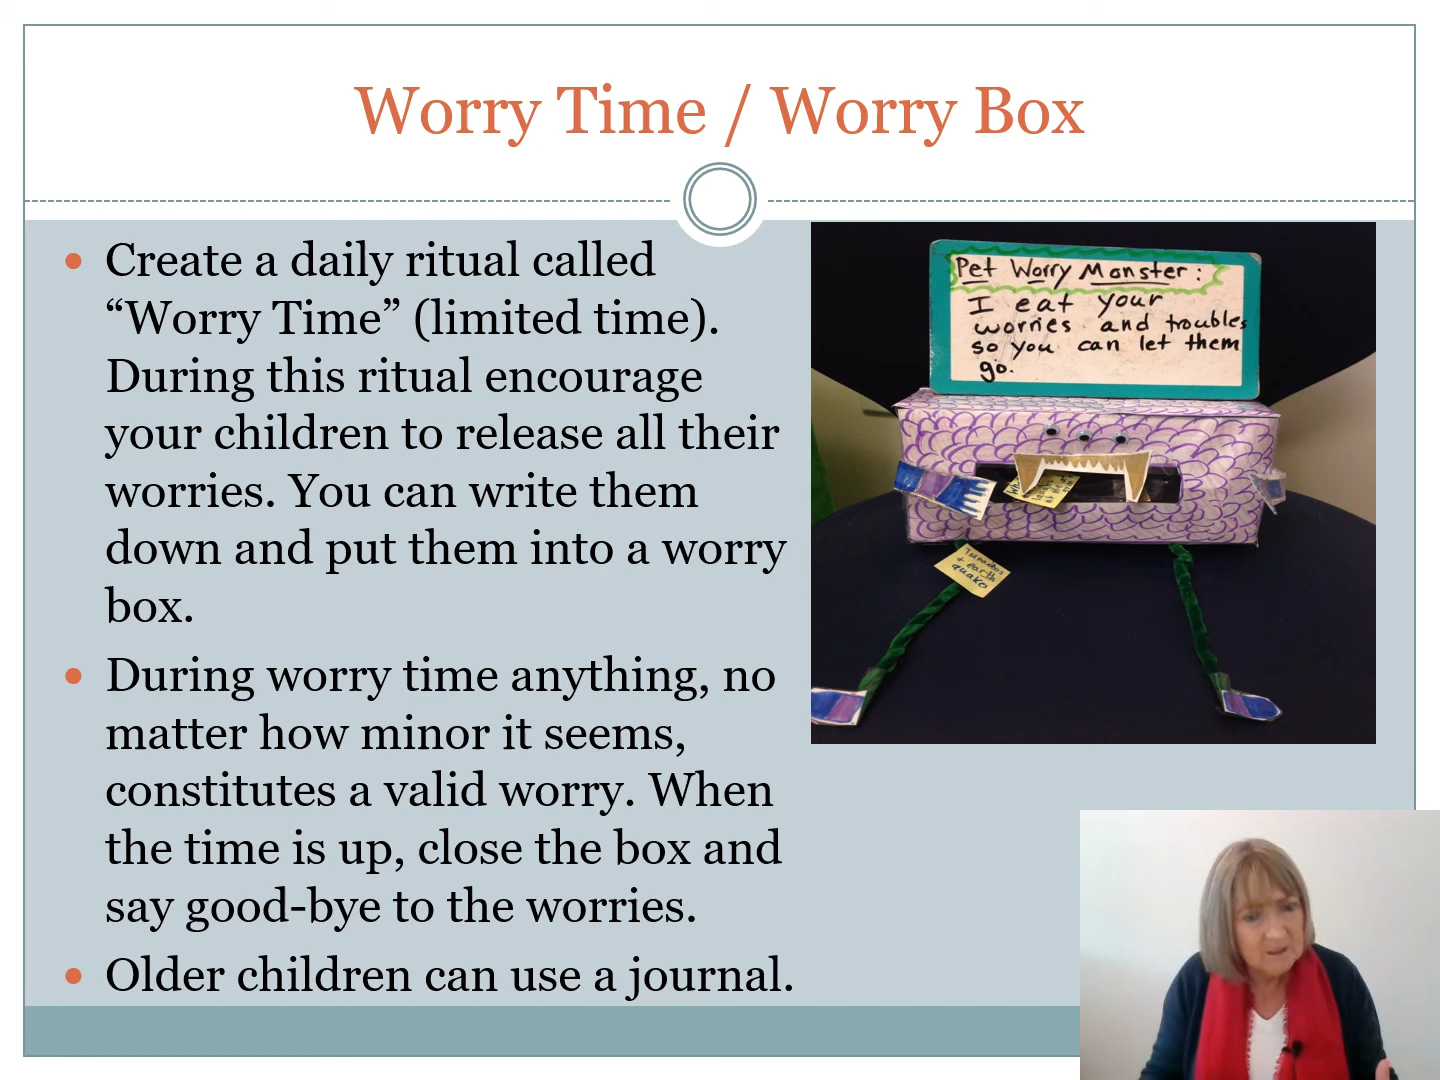 Worry Time / Worry Box
• Create a daily ritual called
“Worry Time” (limited time).
During this ritual encourage
your children to release all their
worries. You can write them
down and put them into a worry
box.
• During worry time anything, no
matter how minor it seems,
constitutes a valid worry. When
the time is up, close the box and
say good-bye to the worries.
• Older children can use a journal.
Pet Worry Monster:
I eat your
worries and troubles
so you can let them
go.
+ earth
quakes